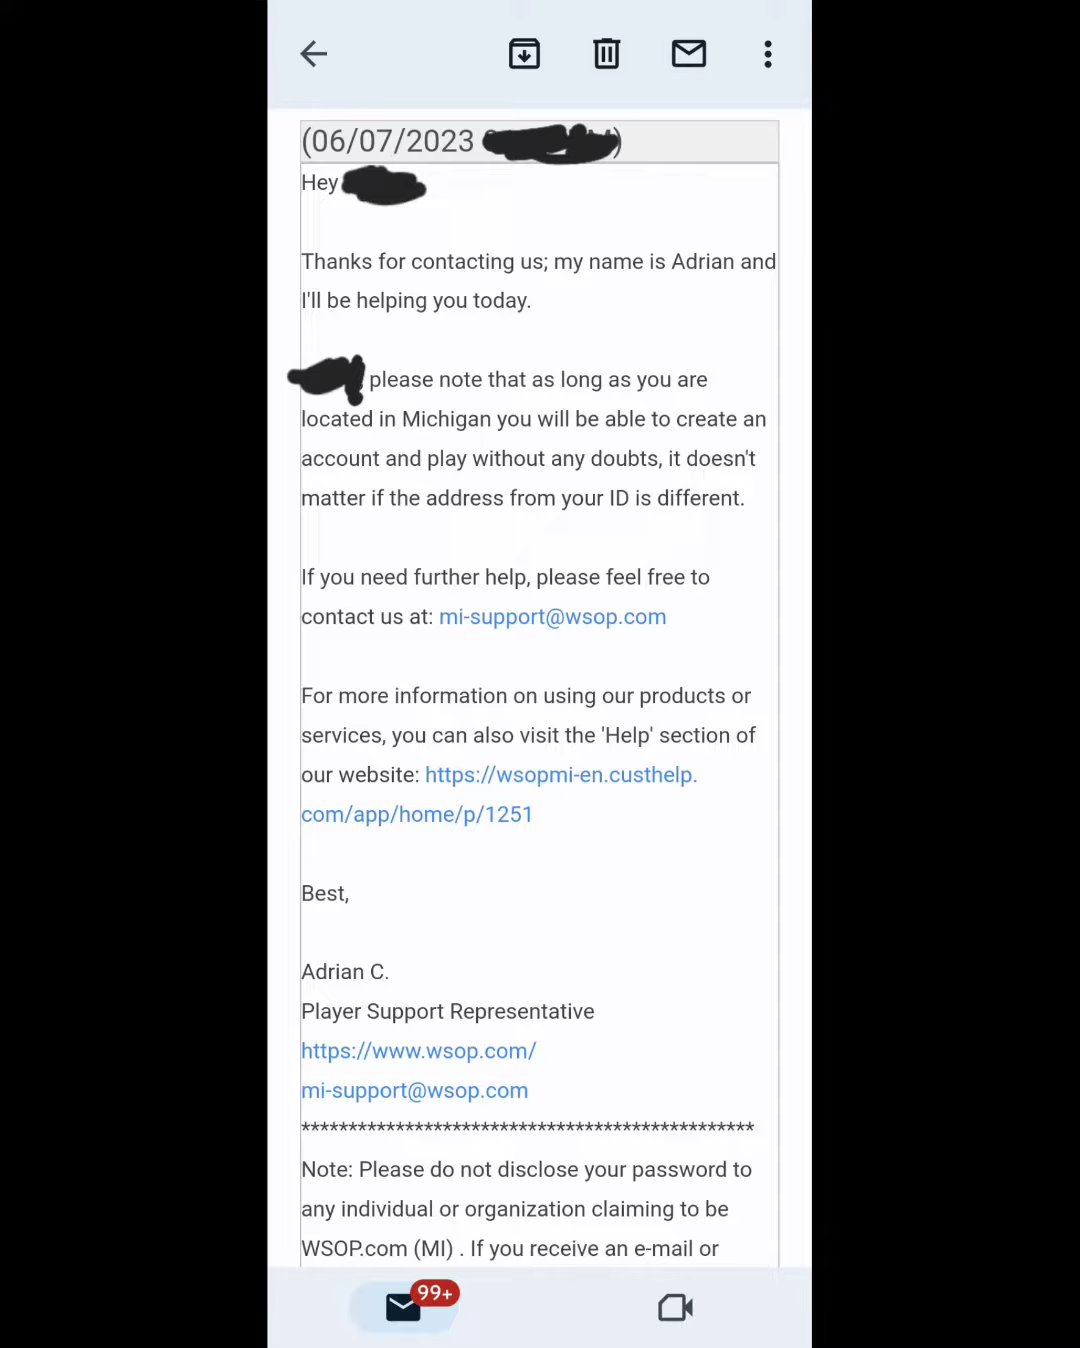 (06/07/2023 )
Hey
Thanks for contacting us; my name is Adrian and
I'll be helping you today.
please note that as long as you are
located in Michigan you will be able to create an
account and play without any doubts, it doesn't
matter if the address from your ID is different.
If you need further help, please feel free to
contact us at: mi-support@wsop.com
For more information on using our products or
services, you can also visit the 'Help' section of
our website: https://wsopmi-en.custhelp.
com/app/home/p/1251
Best,
Adrian C.
Player Support Representative
https://www.wsop.com/
mi-support@wsop.com
************************************************
Note: Please do not disclose your password to
any individual or organization claiming to be
WSOP.com (MI) . If you receive an e-mail or
99+